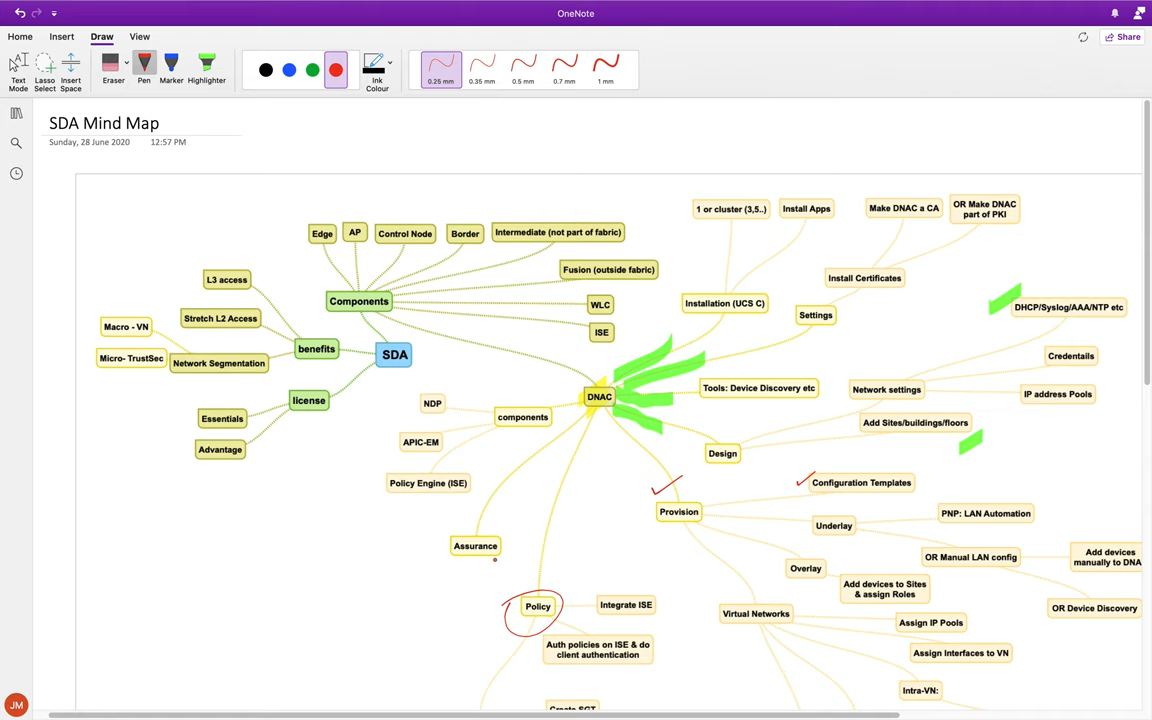 OneNote
Home
Insert
Draw
View
Share
Text
Mode
Lasso
Select
Insert
Space
Eraser
Pen
Marker
Highlighter
Ink
Colour
0.25 mm
0.35 mm
0.5 mm
0.7 mm
1 mm
SDA Mind Map
Sunday, 28 June 2020
12:57 PM
1 or cluster (3,5..)
Install Apps
Make DNAC a CA
OR Make DNAC
part of PKI
Edge
AP
Control Node
Border
Intermediate (not part of fabric)
Fusion (outside fabric)
L3 access
Install Certificates
Components
WLC
Installation (UCS C)
Settings
DHCP/Syslog/AAA/NTP etc
Stretch L2 Access
Macro - VN
ISE
benefits
SDA
Micro- TrustSec
Network Segmentation
Credentails
Tools: Device Discovery etc
Network settings
IP address Pools
DNAC
license
NDP
components
Essentials
Add Sites/buildings/floors
APIC-EM
Advantage
Design
Policy Engine (ISE)
Configuration Templates
Provision
PNP: LAN Automation
Underlay
Assurance
OR Manual LAN config
Add devices
manually to DNA
Overlay
Add devices to Sites
& assign Roles
Policy
Integrate ISE
Virtual Networks
OR Device Discovery
Assign IP Pools
Auth policies on ISE & do
client authentication
Assign Interfaces to VN
Intra-VN:
Create SGT
JM